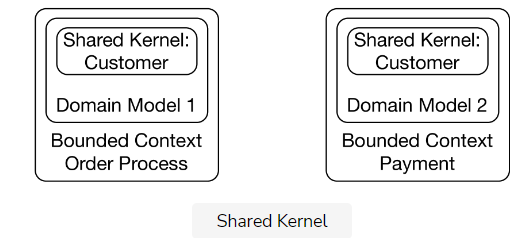 Shared Kernel:
Customer
Domain Model 1
Bounded Context
Order Process
Shared Kernel:
Customer
Domain Model 2
Bounded Context
Payment
Shared Kernel